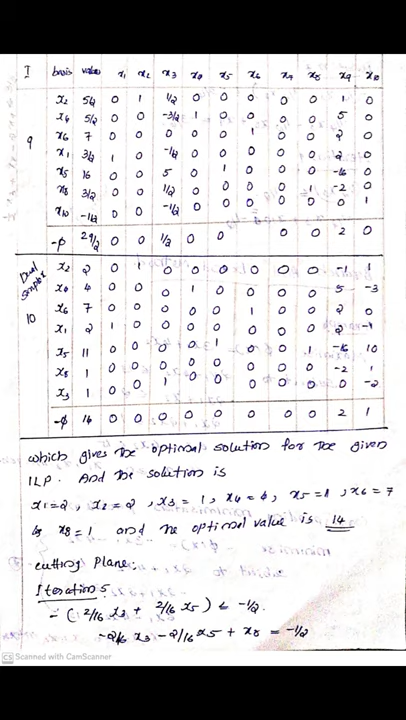 I basis value x1 x2 x3 x4 x5 x6 x7 x8 x9 x10
x2 5/2 0 1 1/2 0 0 0 0 0 1 0
x4 5/2 0 0 -3/2 1 0 0 0 0 5 0
x6 7 0 0 0 0 0 1 0 0 2 0
9 x1 3/2 1 0 -1/2 0 0 0 0 0 2 0
x5 16 0 0 5 0 1 0 0 0 -16 0
x8 3/2 0 0 1/2 0 0 0 0 1 -2 0
x10 -1/2 0 0 -1/2 0 0 0 0 0 0 1
-φ 29/2 0 0 1/2 0 0 0 0 2 0
Dual simplex
x2 2 0 1 0 0 0 0 0 0 -1 1
x4 4 0 0 0 1 0 0 0 0 5 -3
10 x6 7 0 0 0 0 0 1 0 0 2 0
x1 2 1 0 0 0 0 0 0 0 2 -1
x5 11 0 0 0 0 1 0 0 1 -16 10
x8 1 0 0 0 0 0 0 0 -2 1
x3 1 0 0 1 0 0 0 0 0 0 -2
-φ 14 0 0 0 0 0 0 0 0 2 1
which gives the optimal solution for the given
ILP. And the solution is
x1=2, x2=2, x3=1, x4=4, x5=11, x6=7
& x8=1 and the optimal value is 14
cutting Plane:
Iteration 5
= (-2/16 x3 + 2/16 x5) ≤ -1/2.
-2/16 x3 - 2/16 x5 + x8 = -1/2
CS Scanned with CamScanner